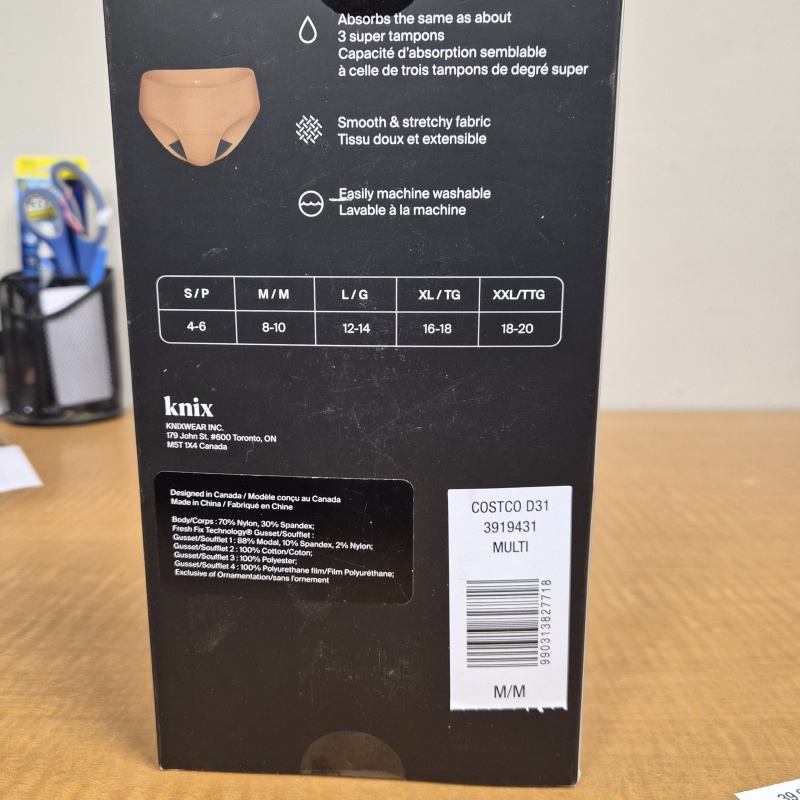 Absorbs the same as about
3 super tampons
Capacité d'absorption semblable
à celle de trois tampons de degré super
Smooth & stretchy fabric
Tissu doux et extensible
Easily machine washable
Lavable à la machine
S/P M/M L/G XL/TG XXL/TTG
4-6 8-10 12-14 16-18 18-20
knix
KNIXWEAR INC.
179 John St. #600 Toronto, ON
M5T 1X4 Canada
Designed in Canada / Modèle conçu au Canada
Made in China / Fabriqué en Chine
Body/Corps : 70% Nylon, 30% Spandex;
Fresh Fix Technology® Gusset/Soufflet :
Gusset/Soufflet 1 : 88% Modal, 10% Spandex, 2% Nylon;
Gusset/Soufflet 2 : 100% Cotton/Coton;
Gusset/Soufflet 3 : 100% Polyester;
Gusset/Soufflet 4 : 100% Polyurethane film/Film Polyuréthane;
Exclusive of Ornamentation/sans l'ornement
COSTCO D31
3919431
MULTI
990313827718
M/M